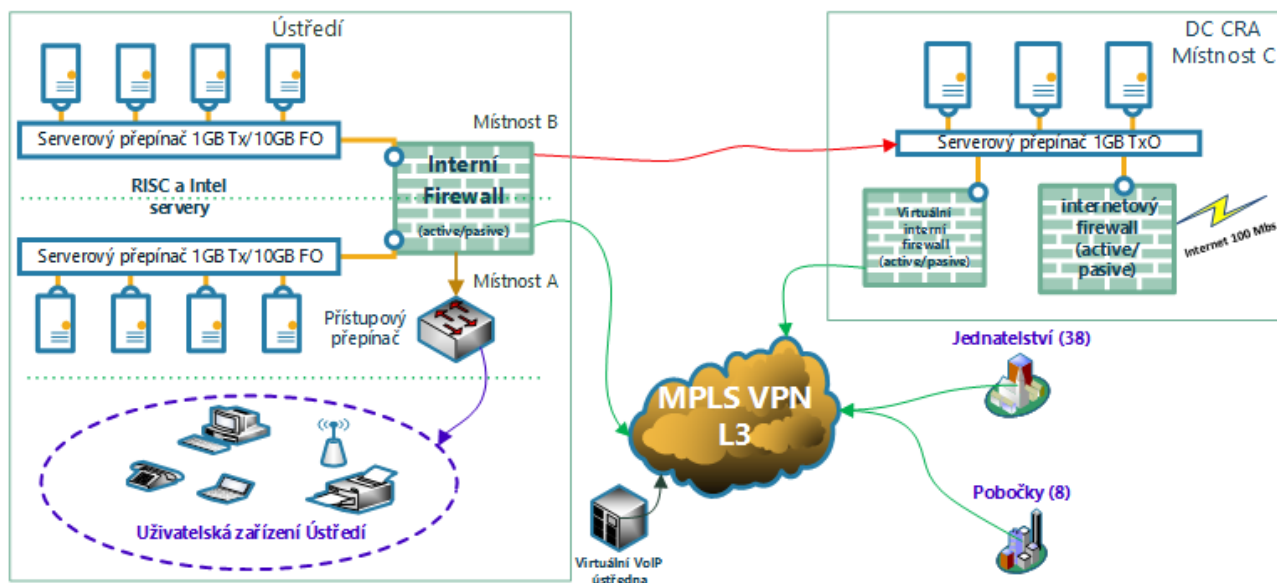 Ústředí
Serverový přepínač 1GB Tx/10GB FO
Místnost B
Interní
Firewall
(active/pasive)
RISC a Intel
servery
Serverový přepínač 1GB Tx/10GB FO
Místnost A
Přístupový
přepínač
Uživatelská zařízení Ústředí
DC CRA
Místnost C
Serverový přepínač 1GB TxO
Virtuální
interní
firewall
(active/pasive)
internetový
firewall
(active/
pasive)
Internet 100 Mbs
MPLS VPN
L3
Jednatelství (38)
Pobočky (8)
Virtuální VoIP
ústředna